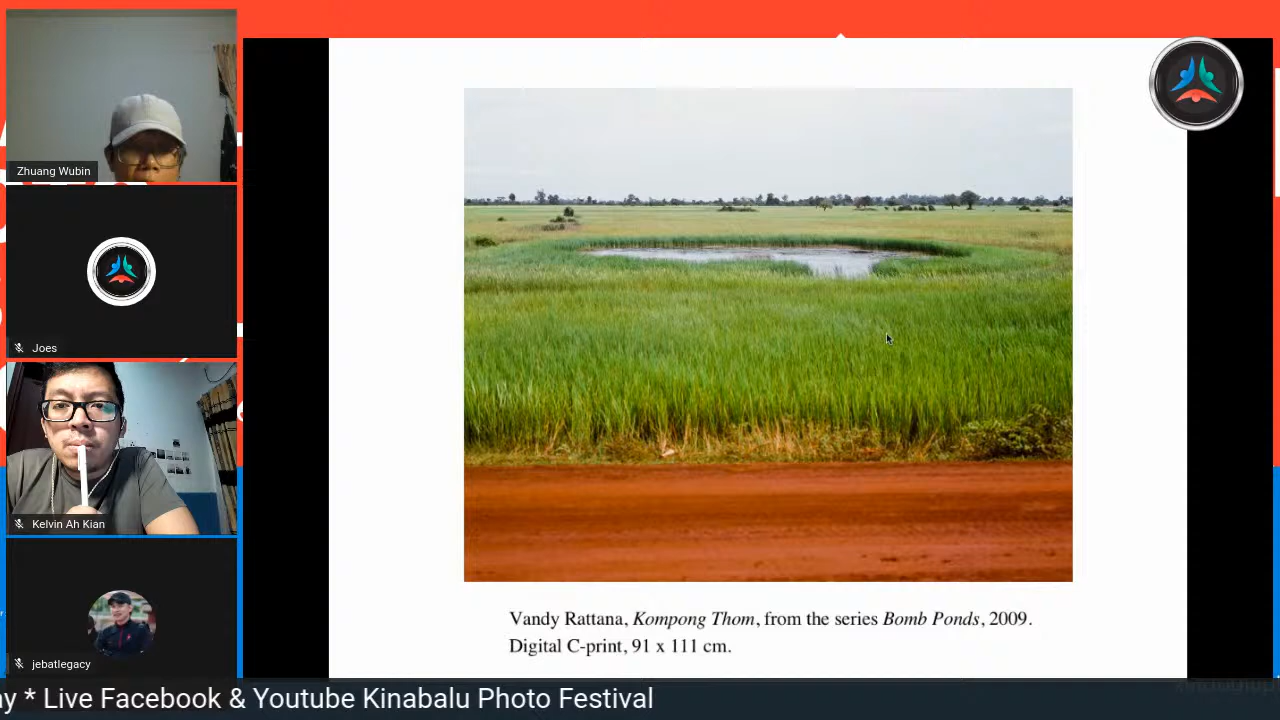 Zhuang Wubin
Joes
Kelvin Ah Kian
jebatlegacy
Vandy Rattana, Kompong Thom, from the series Bomb Ponds, 2009.
Digital C-print, 91 x 111 cm.
* Live Facebook & Youtube Kinabalu Photo Festival